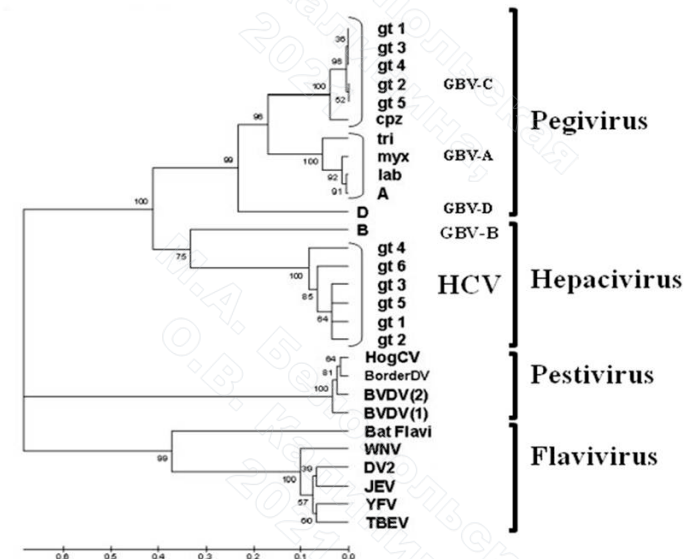 gt 1
36
gt 3
98
gt 4
100
gt 2
GBV-C
62
gt 5
cpz
Pegivirus
96
tri
100
myx
GBV-A
92
lab
91
A
99
D
GBV-D
100
B
GBV-B
75
gt 4
100
gt 6
85
gt 3
HCV
Hepacivirus
gt 5
64
gt 1
gt 2
64
HogCV
81
BorderDV
Pestivirus
100
BVDV(2)
BVDV(1)
Bat Flavi
99
WNV
Flavivirus
39
DV2
100
JEV
57
YFV
60
TBEV
0.6 0.5 0.4 0.3 0.2 0.1 0.0
М.А. Белопольская
О.В. Калинина,
2021